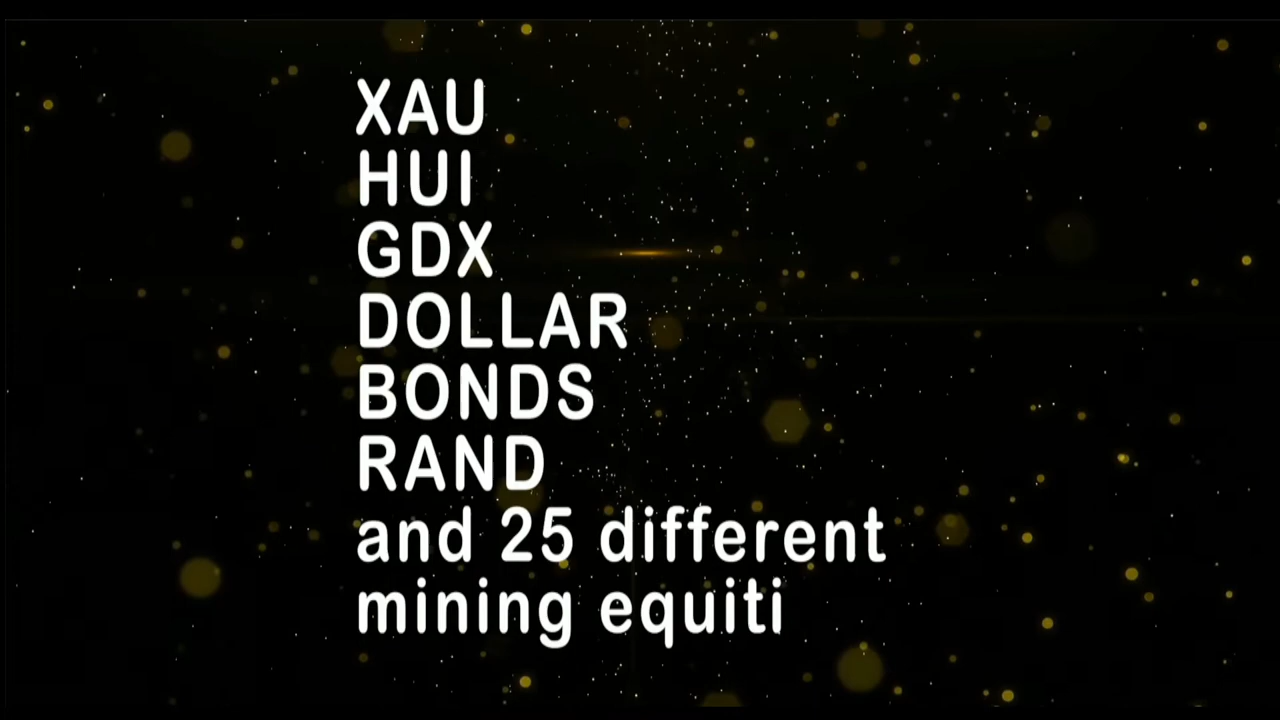 XAU
HUI
GDX
DOLLAR
BONDS
RAND
and 25 different
mining equiti